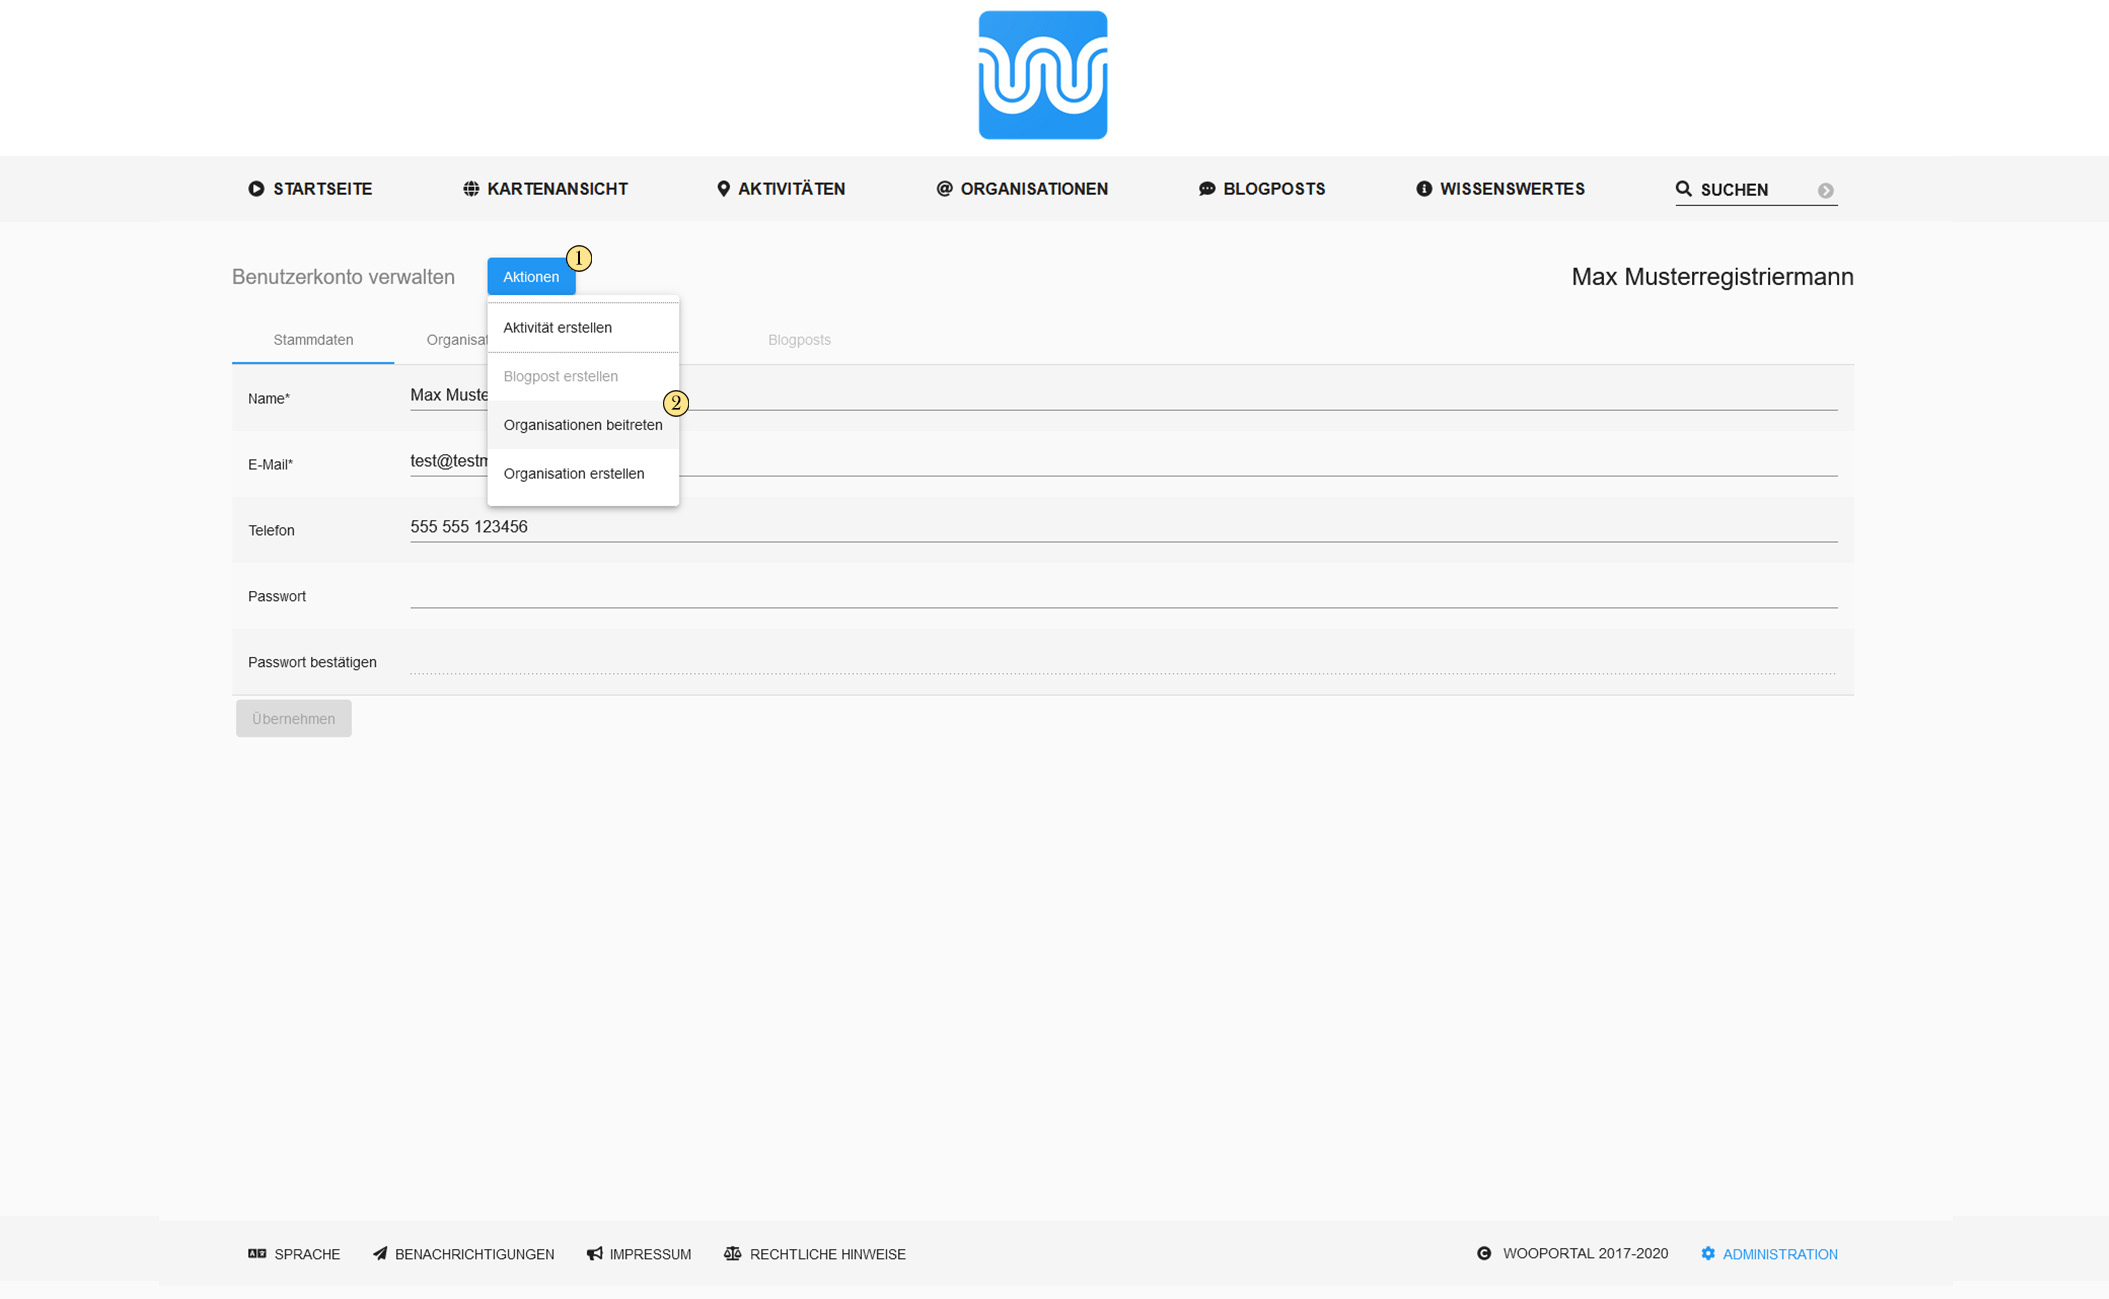 STARTSEITE KARTENANSICHT AKTIVITÄTEN @ ORGANISATIONEN BLOGPOSTS WISSENSWERTES SUCHEN
Benutzerkonto verwalten Aktionen 1 Max Musterregistriermann
Aktivität erstellen
Stammdaten Organisat Blogposts
Blogpost erstellen
Name* Max Muste 2
Organisationen beitreten
E-Mail* test@testm
Organisation erstellen
Telefon 555 555 123456
Passwort
Passwort bestätigen
Übernehmen
SPRACHE BENACHRICHTIGUNGEN IMPRESSUM RECHTLICHE HINWEISE WOOPORTAL 2017-2020 ADMINISTRATION